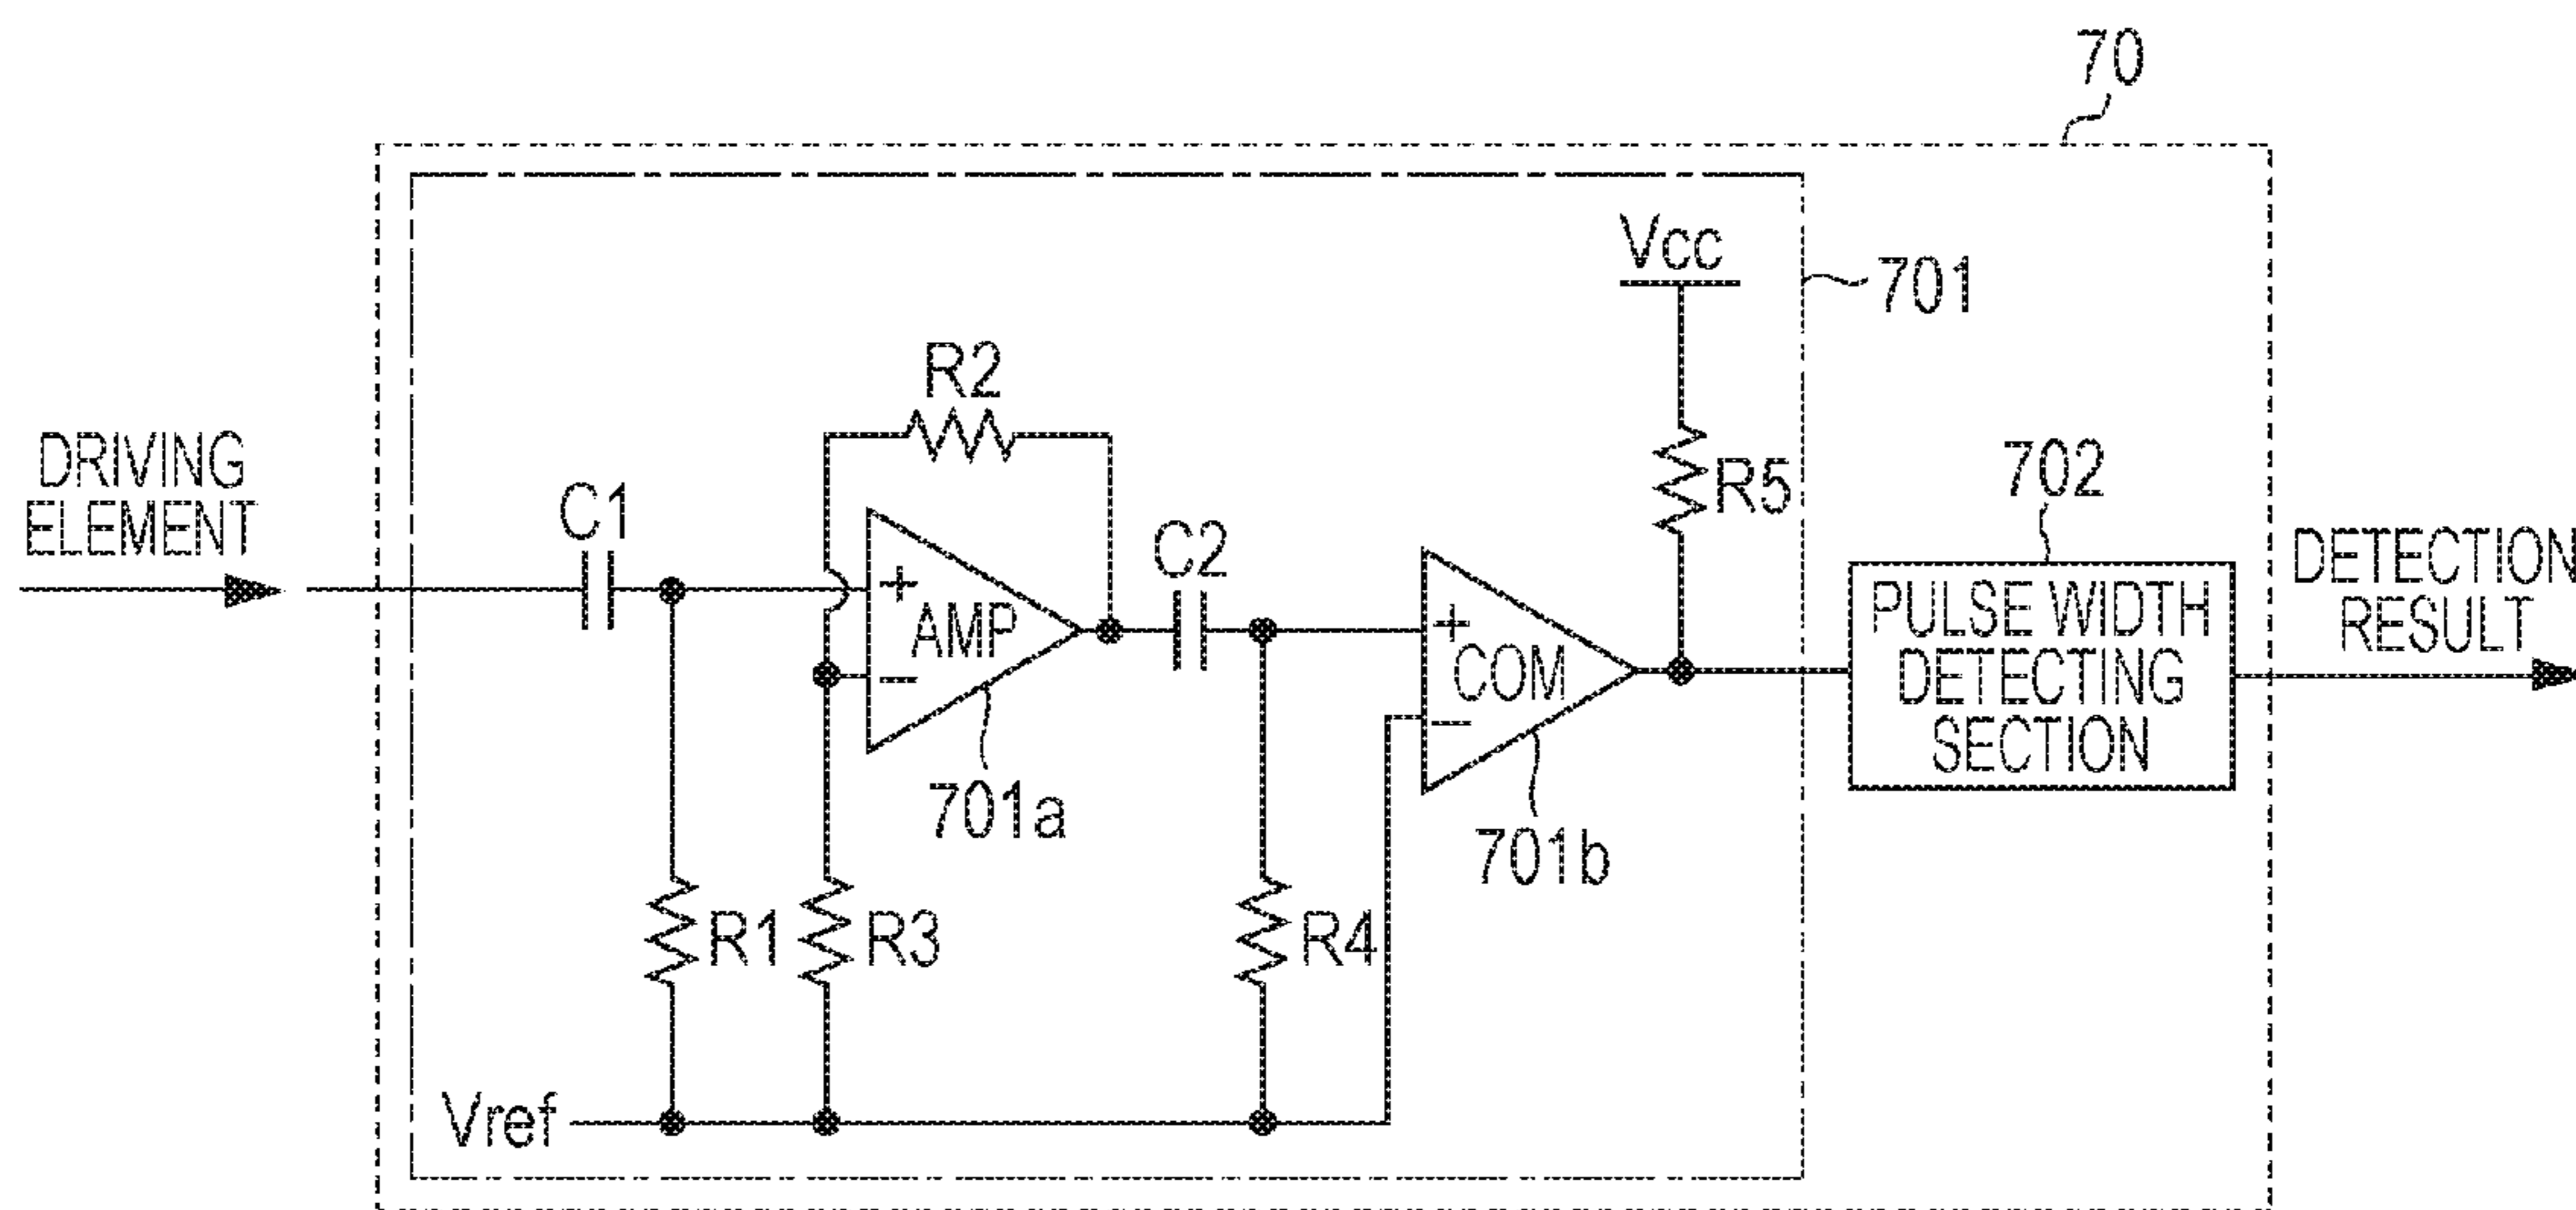 70
Vcc
701
R2
DRIVING
ELEMENT
C1
R5
702
C2
DETECTION
RESULT
+
AMP
−
+
COM
−
PULSE WIDTH
DETECTING
SECTION
701a
701b
R1
R3
R4
Vref